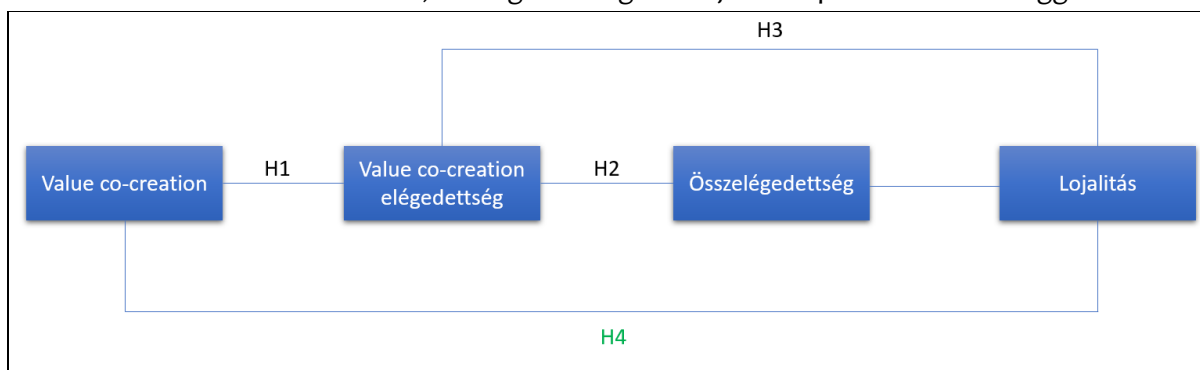 H3
Value co-creation
H1
Value co-creation
elégedettség
H2
Összelégedettség
Lojalitás
H4